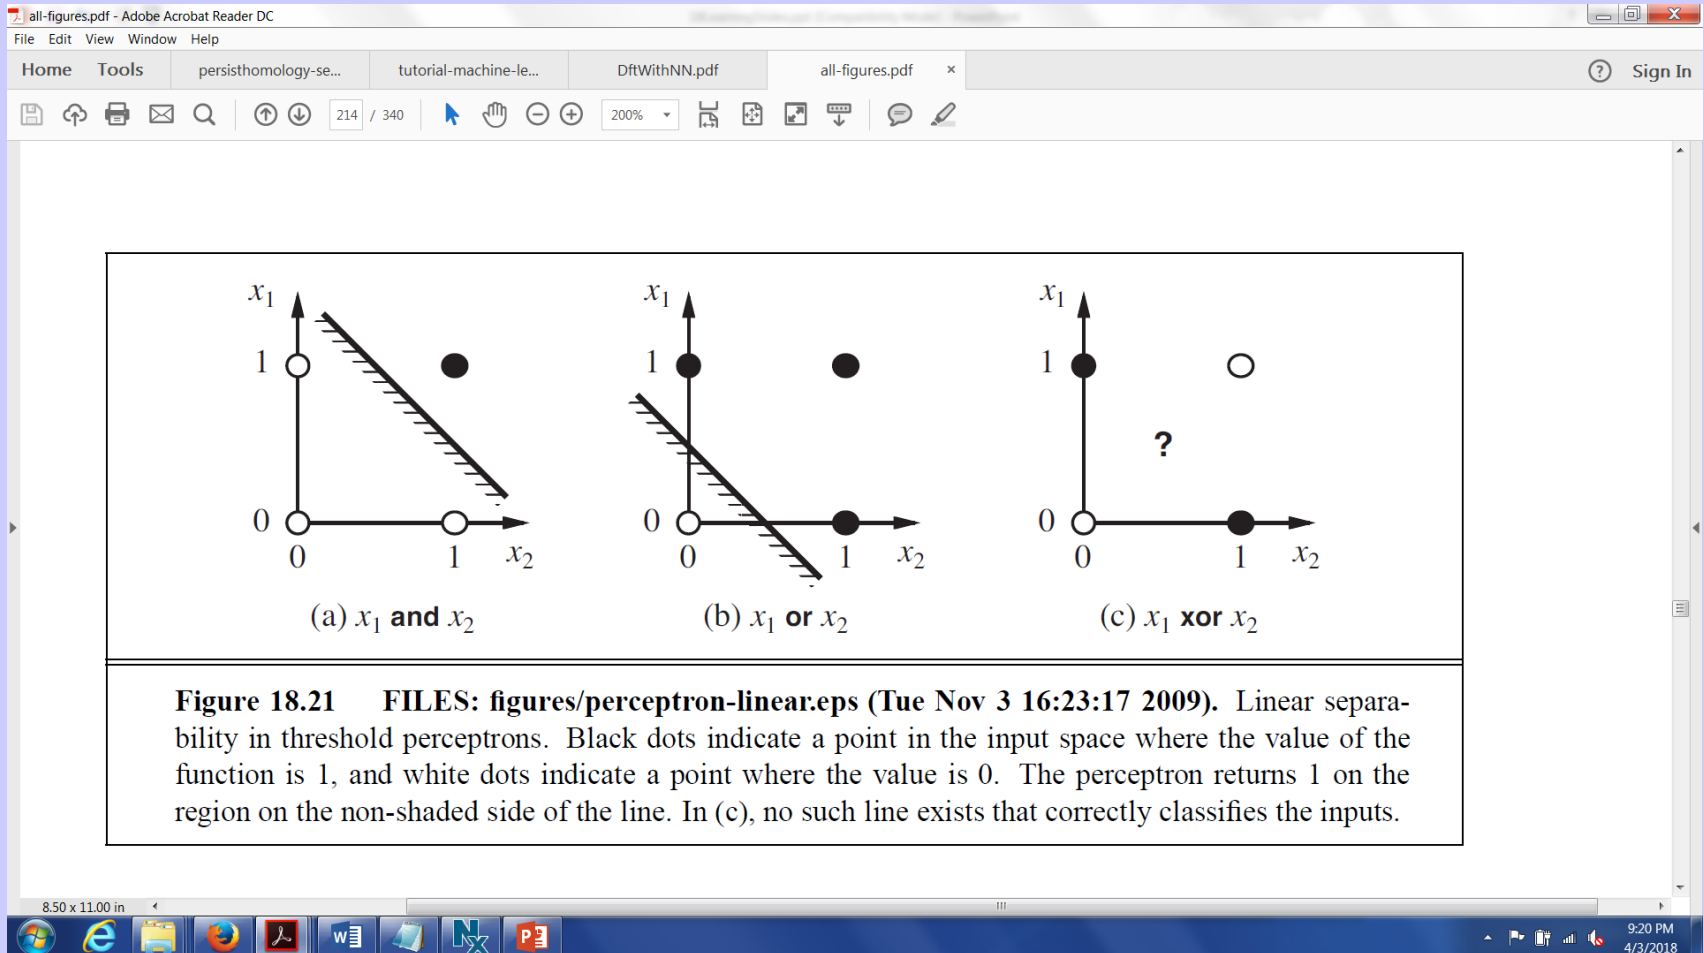 all-figures.pdf - Adobe Acrobat Reader DC
File Edit View Window Help
Home Tools persisthomology-se... tutorial-machine-le... DftWithNN.pdf all-figures.pdf × ? Sign In
214 / 340 200%
x1 x1 x1
1 1 1
?
0 0 0
0 1 x2 0 1 x2 0 1 x2
(a) x1 and x2 (b) x1 or x2 (c) x1 xor x2
Figure 18.21 FILES: figures/perceptron-linear.eps (Tue Nov 3 16:23:17 2009). Linear separa-
bility in threshold perceptrons. Black dots indicate a point in the input space where the value of the
function is 1, and white dots indicate a point where the value is 0. The perceptron returns 1 on the
region on the non-shaded side of the line. In (c), no such line exists that correctly classifies the inputs.
8.50 x 11.00 in
9:20 PM
4/3/2018